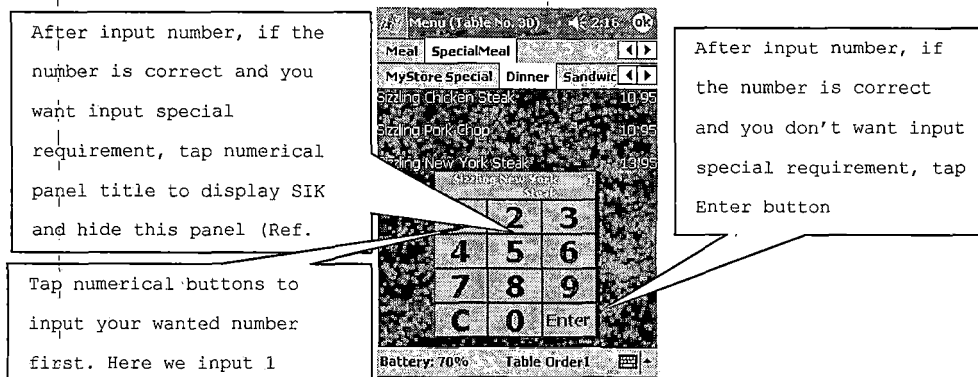 After input number, if the
number is correct and you
want input special
requirement, tap numerical
panel title to display SIK
and hide this panel (Ref.
Tap numerical buttons to
input your wanted number
first. Here we input 1
Menu (Table No. 30) 2:16 ok
Meal SpecialMeal
MyStore Special Dinner Sandwic
Sizzling Chicken Steak 10.95
Sizzling Pork Chop 10.95
Sizzling New York Steak 13.95
Sizzling New York 1
Steak
2 3
4 5 6
7 8 9
C 0 Enter
Battery: 70% Table Order1
After input number, if
the number is correct
and you don't want input
special requirement, tap
Enter button